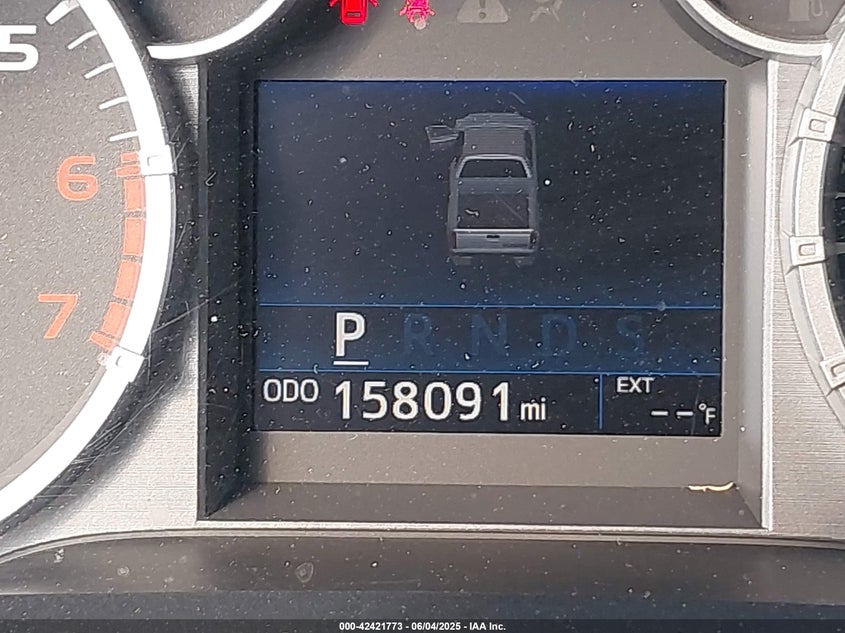 5
6
7
P R N D S
ODO 158091 mi
EXT
--°F
000-42421773 - 06/04/2025 - IAA Inc.